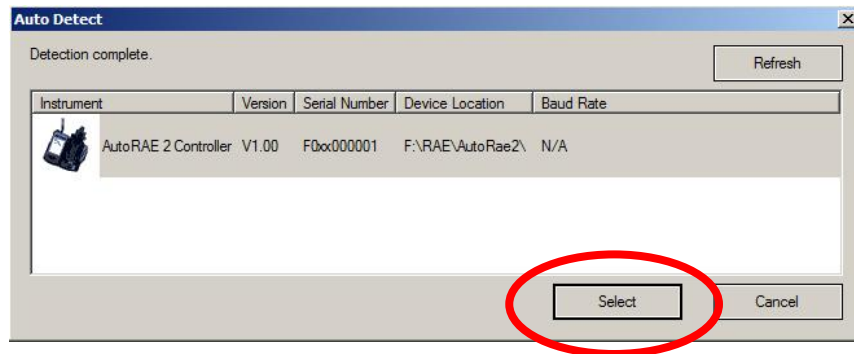 Auto Detect
Detection complete.
Refresh
Instrument Version Serial Number Device Location Baud Rate
AutoRAE 2 Controller V1.00 F0xx000001 F:\RAE\AutoRae2\ N/A
Select Cancel